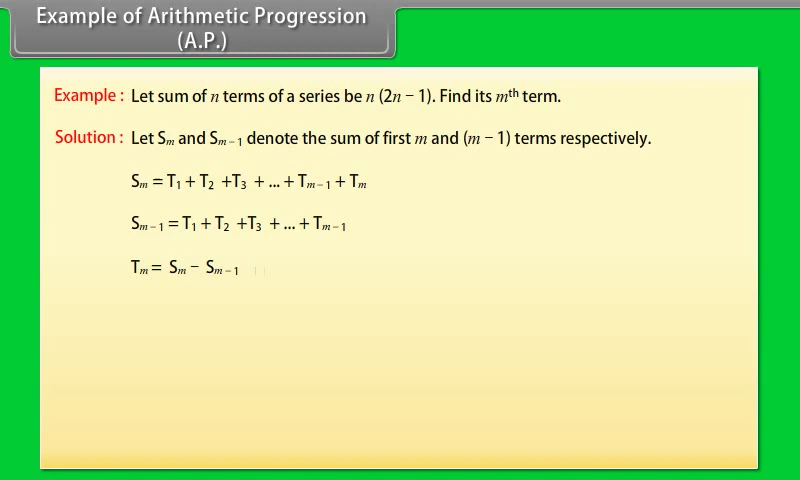 Example of Arithmetic Progression
(A.P.)
Example : Let sum of n terms of a series be n (2n − 1). Find its mᵗʰ term.
Solution : Let Sₘ and Sₘ₋₁ denote the sum of first m and (m − 1) terms respectively.
Sₘ = T₁ + T₂ +T₃ + ... + Tₘ₋₁ + Tₘ
Sₘ₋₁ = T₁ + T₂ +T₃ + ... + Tₘ₋₁
Tₘ = Sₘ − Sₘ₋₁